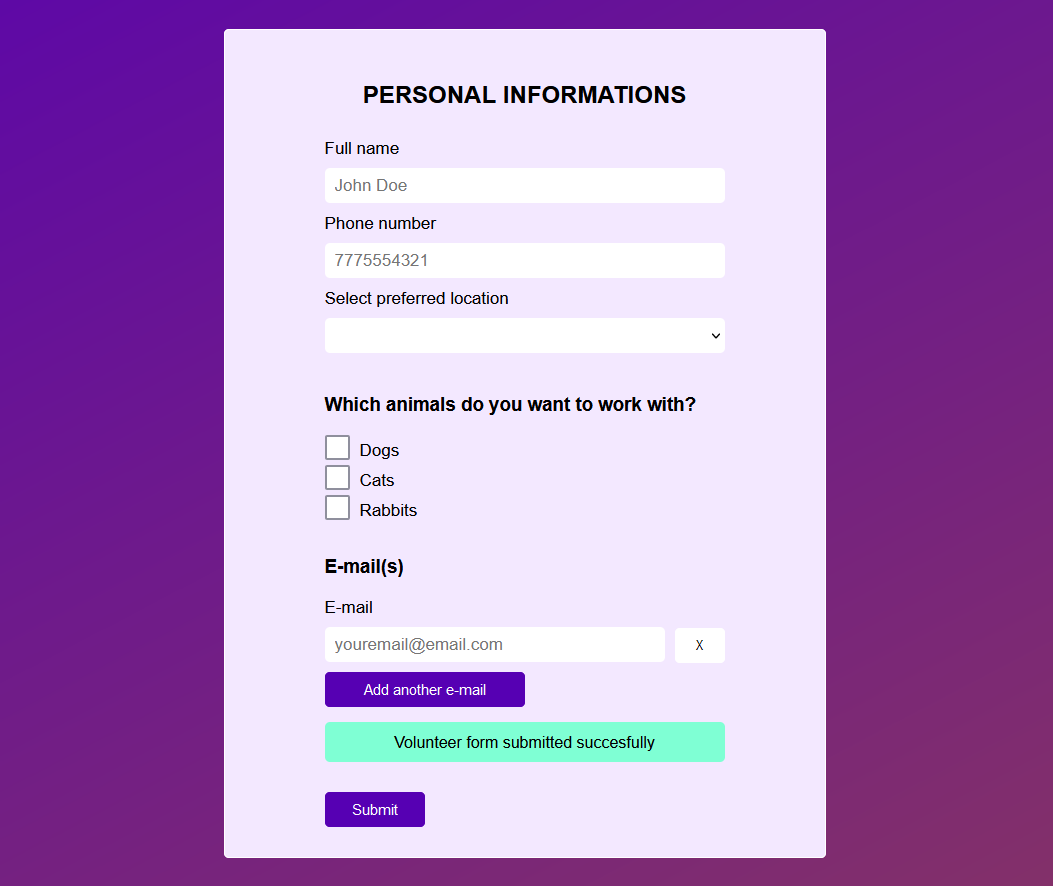 PERSONAL INFORMATIONS
Full name
John Doe
Phone number
7775554321
Select preferred location
Which animals do you want to work with?
Dogs
Cats
Rabbits
E-mail(s)
E-mail
youremail@email.com X
Add another e-mail
Volunteer form submitted succesfully
Submit